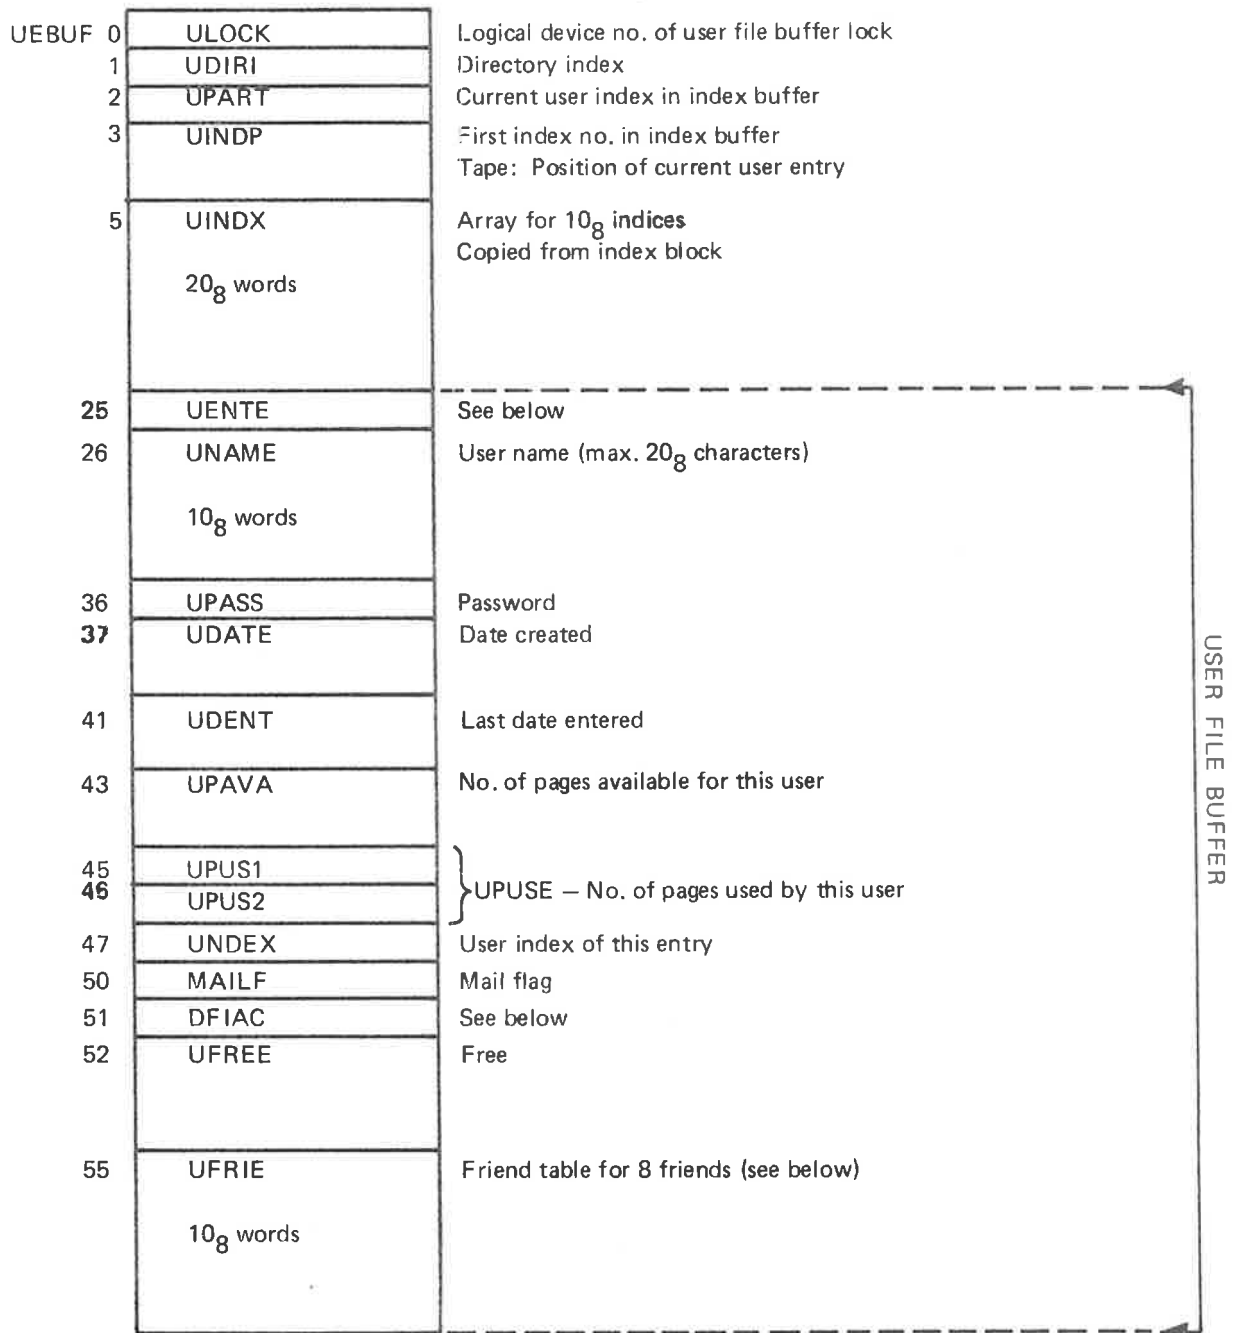 UEBUF 0 ULOCK Logical device no. of user file buffer lock
1 UDIRI Directory index
2 UPART Current user index in index buffer
3 UINDP First index no. in index buffer
Tape: Position of current user entry
5 UINDX Array for 10₈ indices
Copied from index block
20₈ words
25 UENTE See below
26 UNAME User name (max. 20₈ characters)
10₈ words
36 UPASS Password
37 UDATE Date created
41 UDENT Last date entered
43 UPAVA No. of pages available for this user
45 UPUS1
UPUSE — No. of pages used by this user
46 UPUS2
47 UNDEX User index of this entry
50 MAILF Mail flag
51 DFIAC See below
52 UFREE Free
55 UFRIE Friend table for 8 friends (see below)
10₈ words
USER FILE BUFFER